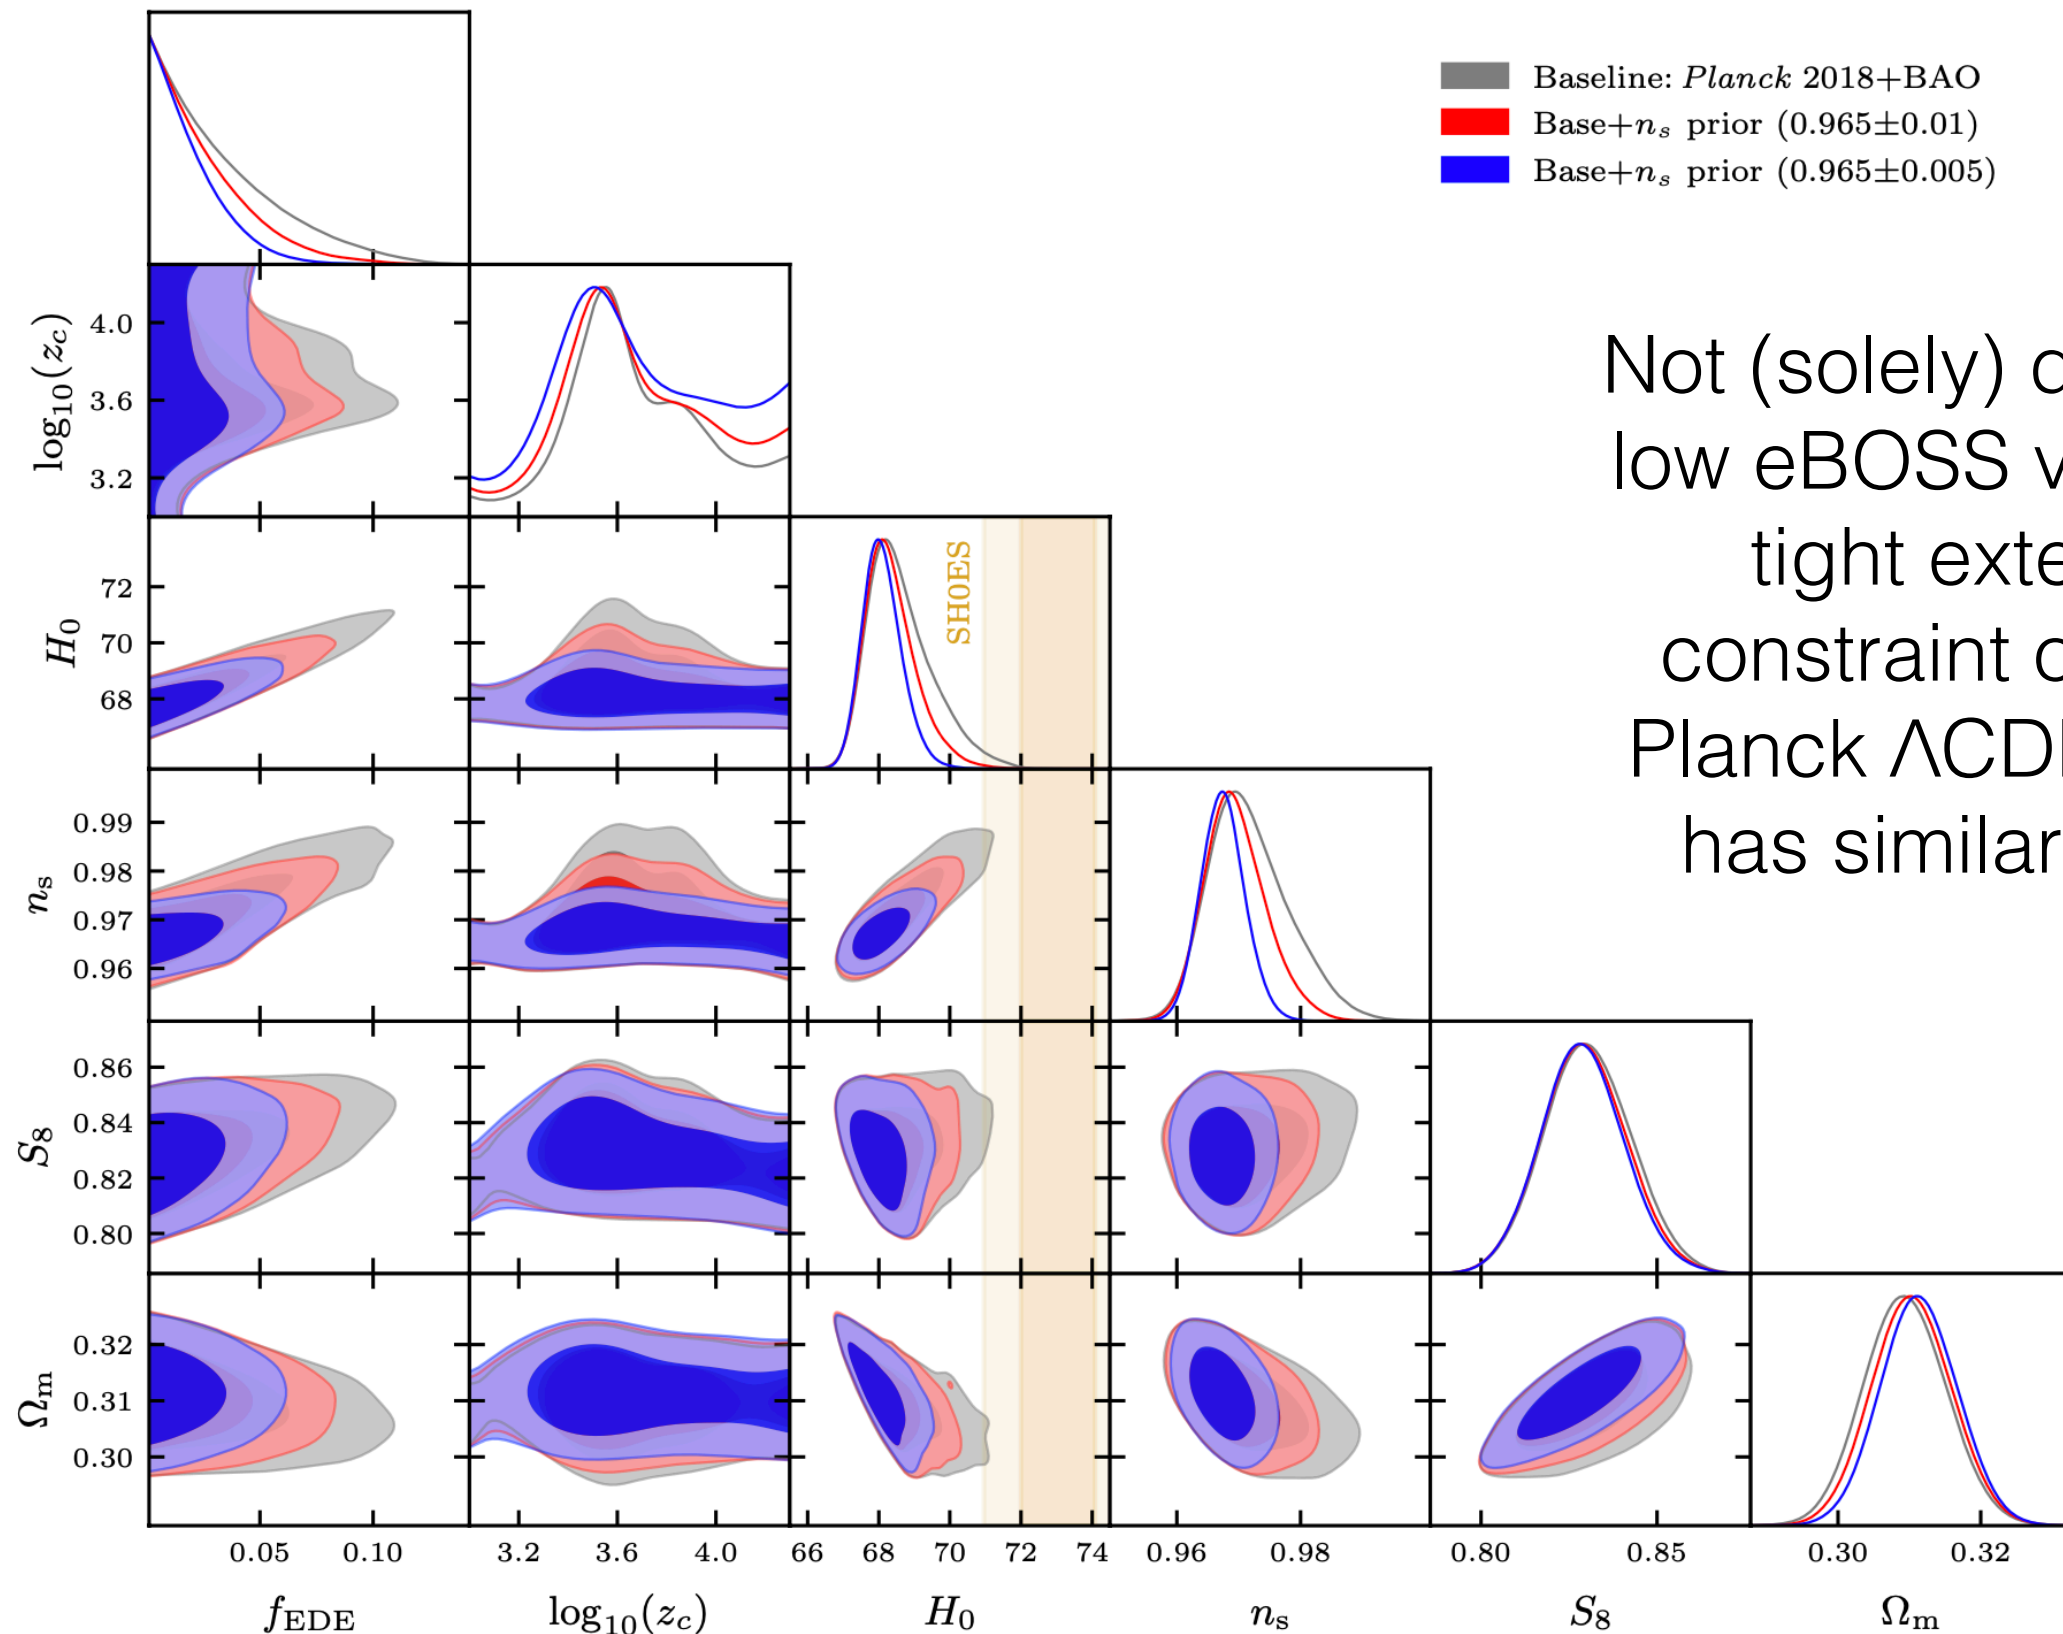 Baseline: Planck 2018+BAO
Base+nₛ prior (0.965±0.01)
Base+nₛ prior (0.965±0.005)
Not (solely)
low eBOSS
tight
constraint
Planck
has similar
log₁₀(z_c)
4.0
3.6
3.2
H₀
72
70
68
SH0ES
nₛ
0.99
0.98
0.97
0.96
S₈
0.86
0.84
0.82
0.80
Ωₘ
0.32
0.31
0.30
0.05 0.10 3.2 3.6 4.0 66 68 70 72 74 0.96 0.98 0.80 0.85 0.30 0.32
f_EDE log₁₀(z_c) H₀ nₛ S₈ Ωₘ